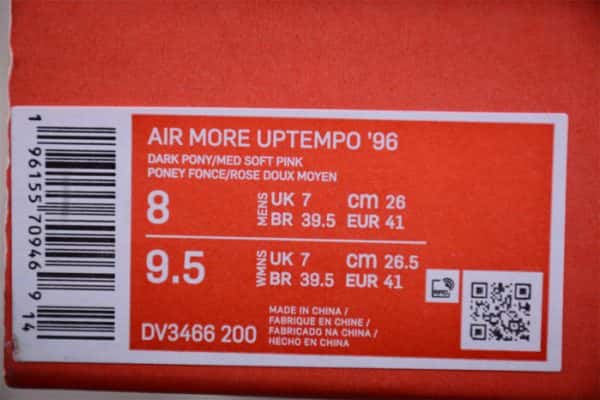 AIR MORE UPTEMPO '96
DARK PONY/MED SOFT PINK
PONEY FONCE/ROSE DOUX MOYEN
8 MENS UK 7 cm 26
BR 39.5 EUR 41
9.5 WMNS UK 7 cm 26.5
BR 39.5 EUR 41
DV3466 200
MADE IN CHINA /
FABRIQUE EN CHINE /
FABRICADO NA CHINA /
HECHO EN CHINA
1 96155 70946 9 14